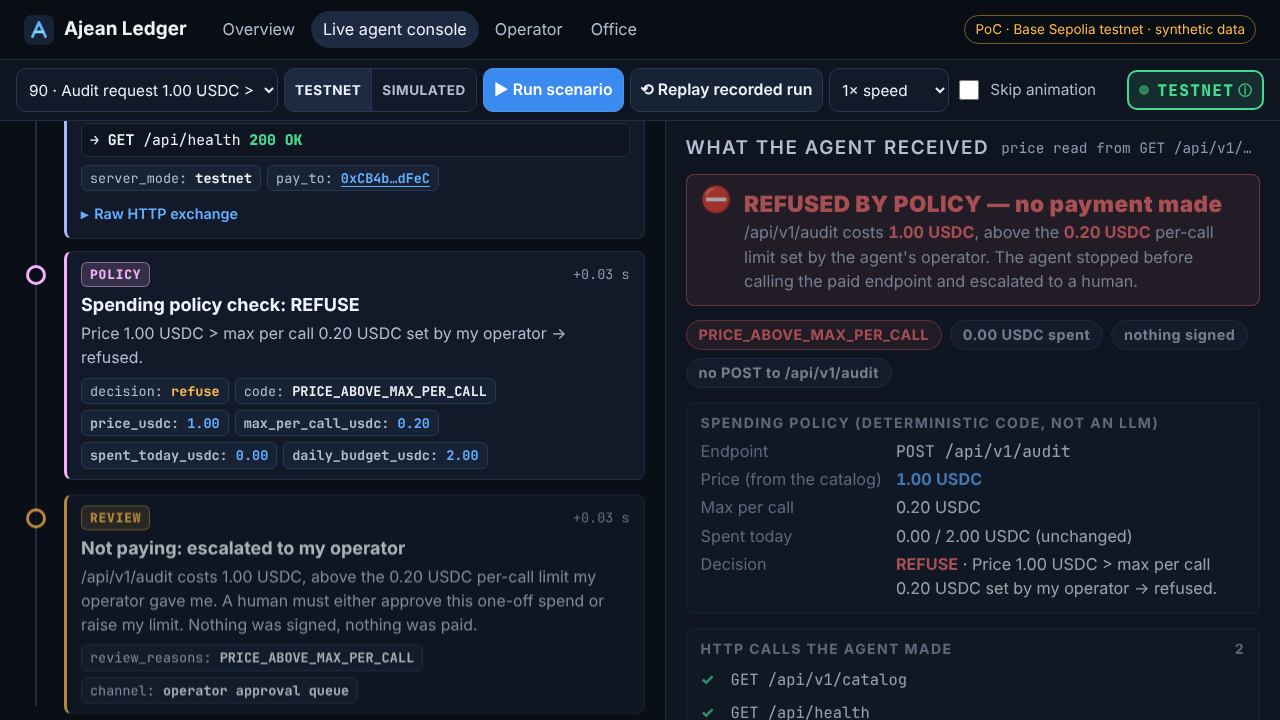 Ajean Ledger
Overview
Live agent console
Operator
Office
PoC · Base Sepolia testnet · synthetic data
90 · Audit request 1.00 USDC >
TESTNET
SIMULATED
▶ Run scenario
⟲ Replay recorded run
1× speed
Skip animation
TESTNET ⓘ
→ GET /api/health 200 OK
server_mode: testnet
pay_to: 0xCB4b…dFeC
▸ Raw HTTP exchange
POLICY
+0.03 s
Spending policy check: REFUSE
Price 1.00 USDC > max per call 0.20 USDC set by my operator →
refused.
decision: refuse
code: PRICE_ABOVE_MAX_PER_CALL
price_usdc: 1.00
max_per_call_usdc: 0.20
spent_today_usdc: 0.00
daily_budget_usdc: 2.00
REVIEW
+0.03 s
Not paying: escalated to my operator
/api/v1/audit costs 1.00 USDC, above the 0.20 USDC per-call limit my
operator gave me. A human must either approve this one-off spend or
raise my limit. Nothing was signed, nothing was paid.
review_reasons: PRICE_ABOVE_MAX_PER_CALL
channel: operator approval queue
WHAT THE AGENT RECEIVED
price read from GET /api/v1/…
REFUSED BY POLICY — no payment made
/api/v1/audit costs 1.00 USDC, above the 0.20 USDC per-call
limit set by the agent's operator. The agent stopped before
calling the paid endpoint and escalated to a human.
PRICE_ABOVE_MAX_PER_CALL
0.00 USDC spent
nothing signed
no POST to /api/v1/audit
SPENDING POLICY (DETERMINISTIC CODE, NOT AN LLM)
Endpoint
POST /api/v1/audit
Price (from the catalog)
1.00 USDC
Max per call
0.20 USDC
Spent today
0.00 / 2.00 USDC (unchanged)
Decision
REFUSE · Price 1.00 USDC > max per call
0.20 USDC set by my operator → refused.
HTTP CALLS THE AGENT MADE
2
✓ GET /api/v1/catalog
✓ GET /api/health